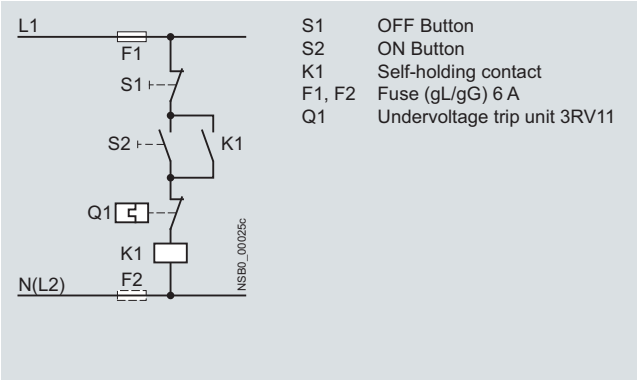 L1
F1
S1
S2
K1
Q1
K1
F2
N(L2)
NSB0_00025c
S1 OFF Button
S2 ON Button
K1 Self-holding contact
F1, F2 Fuse (gL/gG) 6 A
Q1 Undervoltage trip unit 3RV11